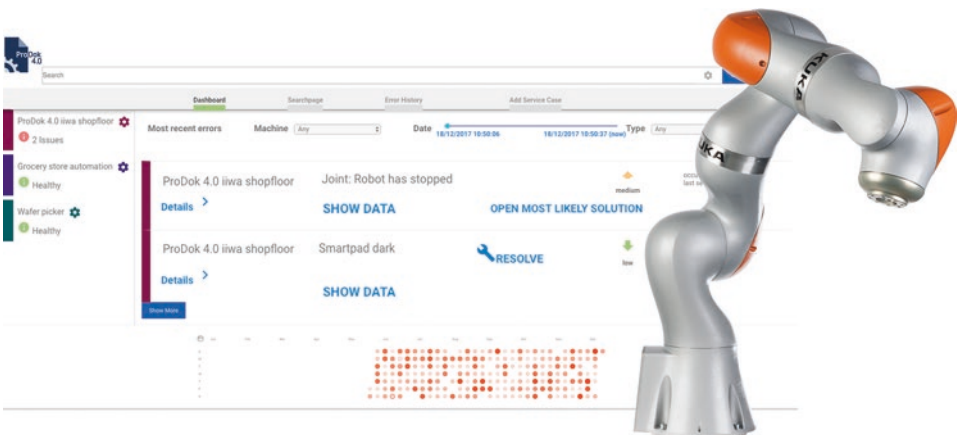 ProDok
4.0
Search
Dashboard Searchpage Error History Add Service Case
ProDok 4.0 iiwa shopfloor
2 Issues
Grocery store automation
Healthy
Wafer picker
Healthy
Most recent errors Machine Any Date 18/12/2017 10:50:06 18/12/2017 10:50:37 (now) Type Any
ProDok 4.0 iiwa shopfloor Joint: Robot has stopped medium
Details SHOW DATA OPEN MOST LIKELY SOLUTION
ProDok 4.0 iiwa shopfloor Smartpad dark RESOLVE low
Details SHOW DATA
Show More
KUKA
KUKA